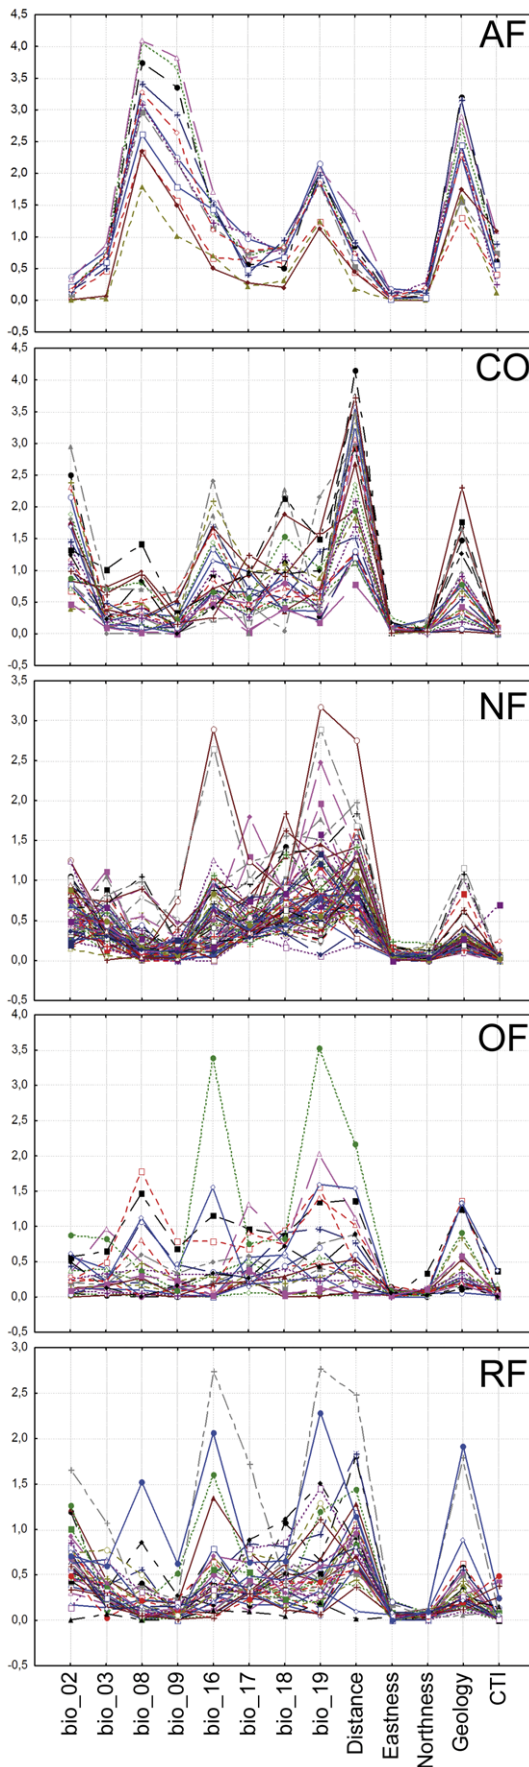 AF
4,5
4,0
3,5
3,0
2,5
2,0
1,5
1,0
0,5
0,0
-0,5
CO
4,5
4,0
3,5
3,0
2,5
2,0
1,5
1,0
0,5
0,0
-0,5
NF
3,5
3,0
2,5
2,0
1,5
1,0
0,5
0,0
-0,5
OF
4,0
3,5
3,0
2,5
2,0
1,5
1,0
0,5
0,0
-0,5
RF
3,0
2,5
2,0
1,5
1,0
0,5
0,0
-0,5
bio_02
bio_03
bio_08
bio_09
bio_16
bio_17
bio_18
bio_19
Distance
Eastness
Northness
Geology
CTI